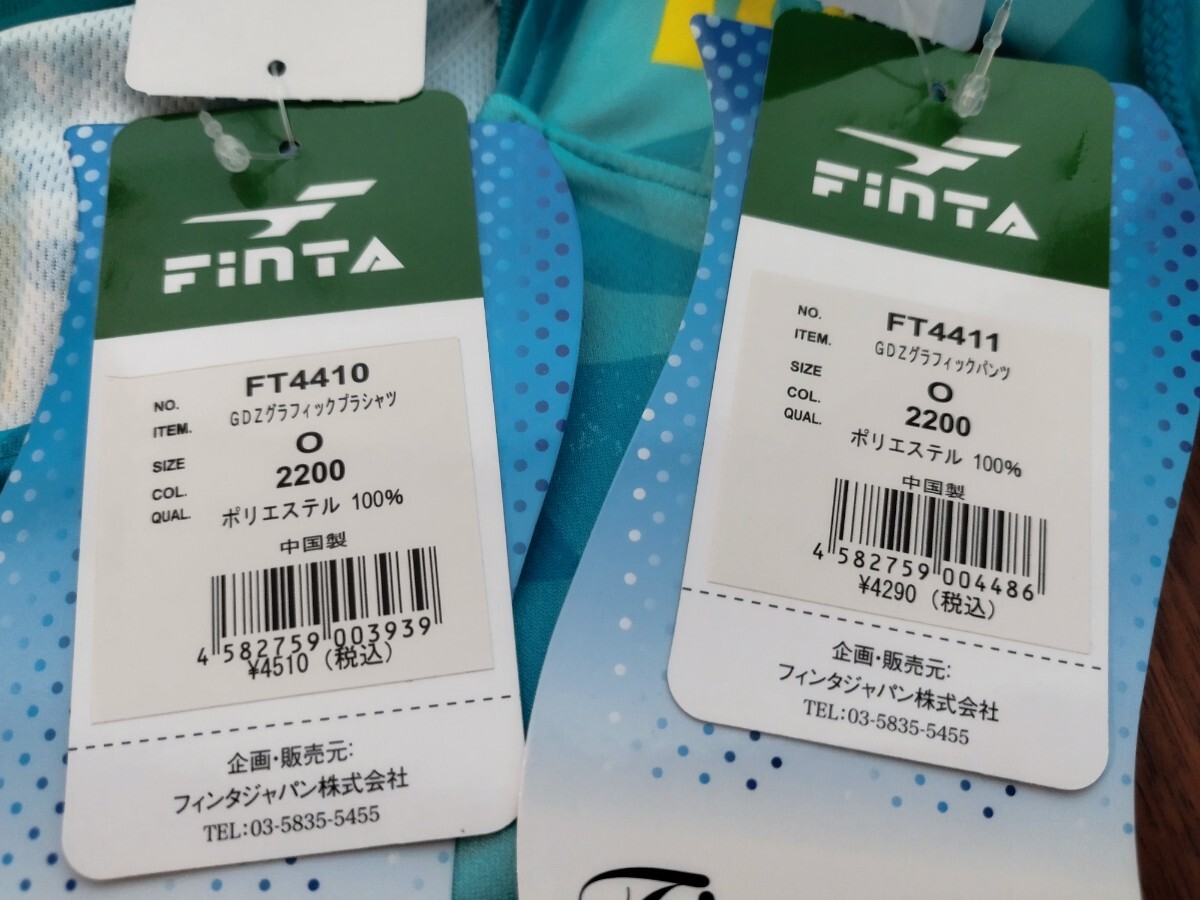 FiNTA
NO. FT4410
ITEM. GDZグラフィックプラシャツ
SIZE O
COL. 2200
QUAL. ポリエステル 100%
中国製
4 582759 003939
¥4510 (税込)
企画・販売元:
フィンタジャパン株式会社
TEL:03-5835-5455
FiNTA
NO. FT4411
ITEM. GDZグラフィックパンツ
SIZE O
COL. 2200
QUAL. ポリエステル 100%
中国製
4 582759 004486
¥4290 (税込)
企画・販売元:
フィンタジャパン株式会社
TEL:03-5835-5455